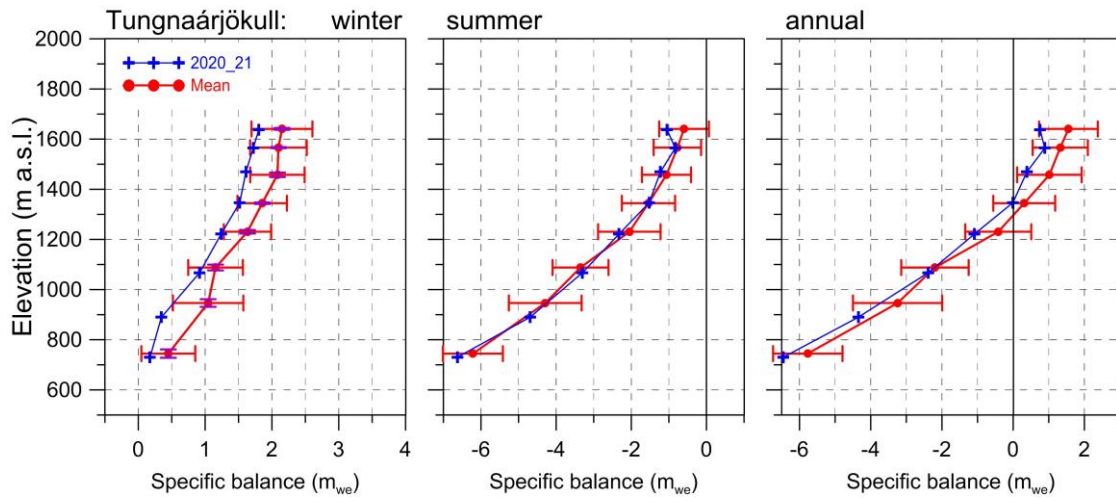 Tungnaárjökull: winter summer annual
2000
1800
1600
1400
1200
1000
800
600
Elevation (m a.s.l.)
2020_21
Mean
0 1 2 3 4 -6 -4 -2 0 -6 -4 -2 0 2
Specific balance (mwe) Specific balance (mwe) Specific balance (mwe)